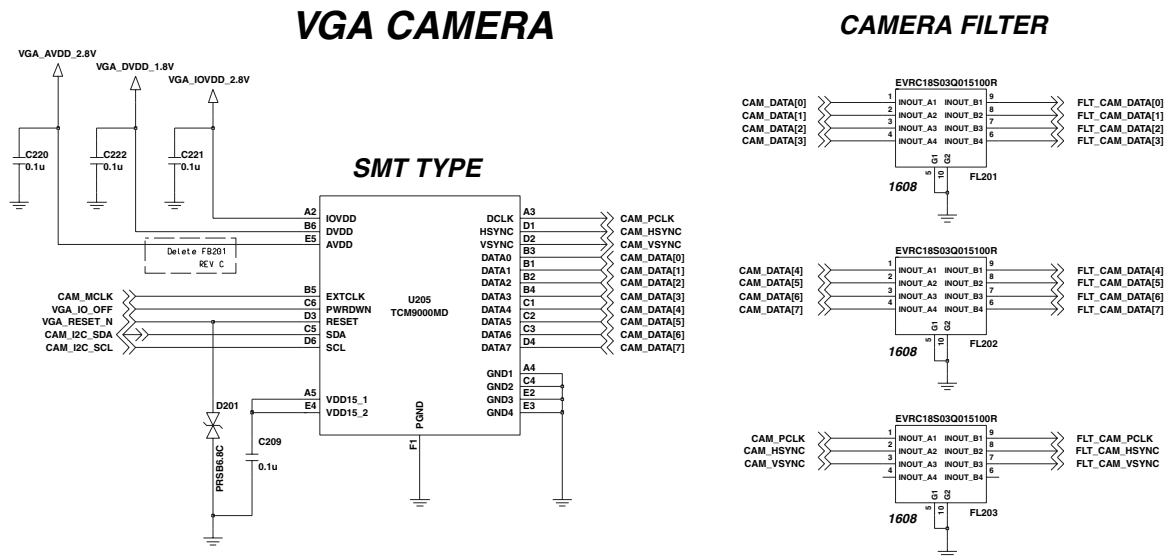 VGA CAMERA
CAMERA FILTER
VGA_AVDD_2.8V
VGA_DVDD_1.8V
VGA_IOVDD_2.8V
C220
0.1u
C222
0.1u
C221
0.1u
SMT TYPE
A2 IOVDD
B6 DVDD
E5 AVDD
Delete FB201
REV C
CAM_MCLK B5 EXTCLK
VGA_IO_OFF C6 PWRDWN
VGA_RESET_N D3 RESET
CAM_I2C_SDA C5 SDA
CAM_I2C_SCL D6 SCL
A5 VDD15_1
E4 VDD15_2
U205
TCM9000MD
DCLK A3 CAM_PCLK
HSYNC D1 CAM_HSYNC
VSYNC D2 CAM_VSYNC
DATA0 B3 CAM_DATA[0]
DATA1 B1 CAM_DATA[1]
DATA2 B2 CAM_DATA[2]
DATA3 B4 CAM_DATA[3]
DATA4 C1 CAM_DATA[4]
DATA5 C2 CAM_DATA[5]
DATA6 C3 CAM_DATA[6]
DATA7 D4 CAM_DATA[7]
GND1 A4
GND2 C4
GND3 E2
GND4 E3
PGND
F1
D201
PRSB6.8C
C209
0.1u
EVRC18S03Q015100R
CAM_DATA[0] 1 INOUT_A1 INOUT_B1 9 FLT_CAM_DATA[0]
CAM_DATA[1] 2 INOUT_A2 INOUT_B2 8 FLT_CAM_DATA[1]
CAM_DATA[2] 3 INOUT_A3 INOUT_B3 7 FLT_CAM_DATA[2]
CAM_DATA[3] 4 INOUT_A4 INOUT_B4 6 FLT_CAM_DATA[3]
G1 G2
5 10
1608
FL201
EVRC18S03Q015100R
CAM_DATA[4] 1 INOUT_A1 INOUT_B1 9 FLT_CAM_DATA[4]
CAM_DATA[5] 2 INOUT_A2 INOUT_B2 8 FLT_CAM_DATA[5]
CAM_DATA[6] 3 INOUT_A3 INOUT_B3 7 FLT_CAM_DATA[6]
CAM_DATA[7] 4 INOUT_A4 INOUT_B4 6 FLT_CAM_DATA[7]
G1 G2
5 10
1608
FL202
EVRC18S03Q015100R
CAM_PCLK 1 INOUT_A1 INOUT_B1 9 FLT_CAM_PCLK
CAM_HSYNC 2 INOUT_A2 INOUT_B2 8 FLT_CAM_HSYNC
CAM_VSYNC 3 INOUT_A3 INOUT_B3 7 FLT_CAM_VSYNC
4 INOUT_A4 INOUT_B4 6
G1 G2
5 10
1608
FL203